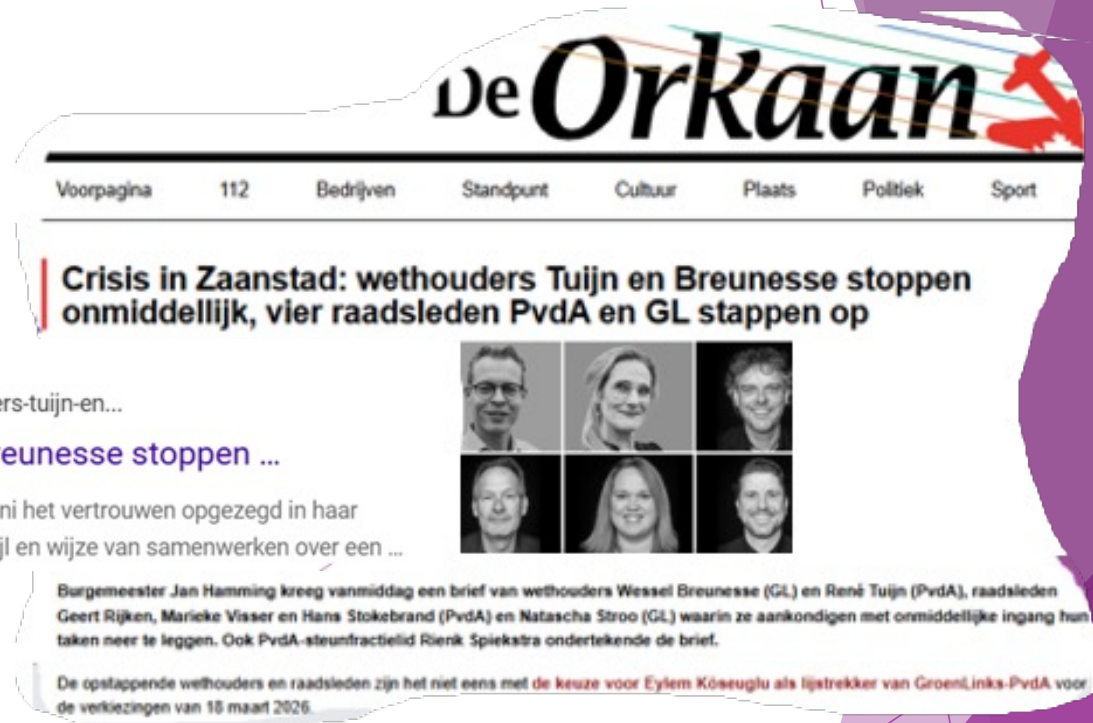 De Orkaan
Voorpagina 112 Bedrijven Standpunt Cultuur Plaats Politiek Sport
Crisis in Zaanstad: wethouders Tuijn en Breunesse stoppen
onmiddellijk, vier raadsleden PvdA en GL stappen op
ers-tuijn-en...
reunesse stoppen ...
ni het vertrouwen opgezegd in haar
jl en wijze van samenwerken over een ...
Burgemeester Jan Hamming kreeg vanmiddag een brief van wethouders Wessel Breunesse (GL) en René Tuijn (PvdA), raadsleden
Geert Rijken, Marieke Visser en Hans Stokebrand (PvdA) en Natascha Stroo (GL) waarin ze aankondigen met onmiddellijke ingang hun
taken neer te leggen. Ook PvdA-steunfractielid Rienk Spiekstra ondertekende de brief.
De opstappende wethouders en raadsleden zijn het niet eens met de keuze voor Eylem Köseuglu als lijstrekker van GroenLinks-PvdA voor
de verkiezingen van 18 maart 2026.